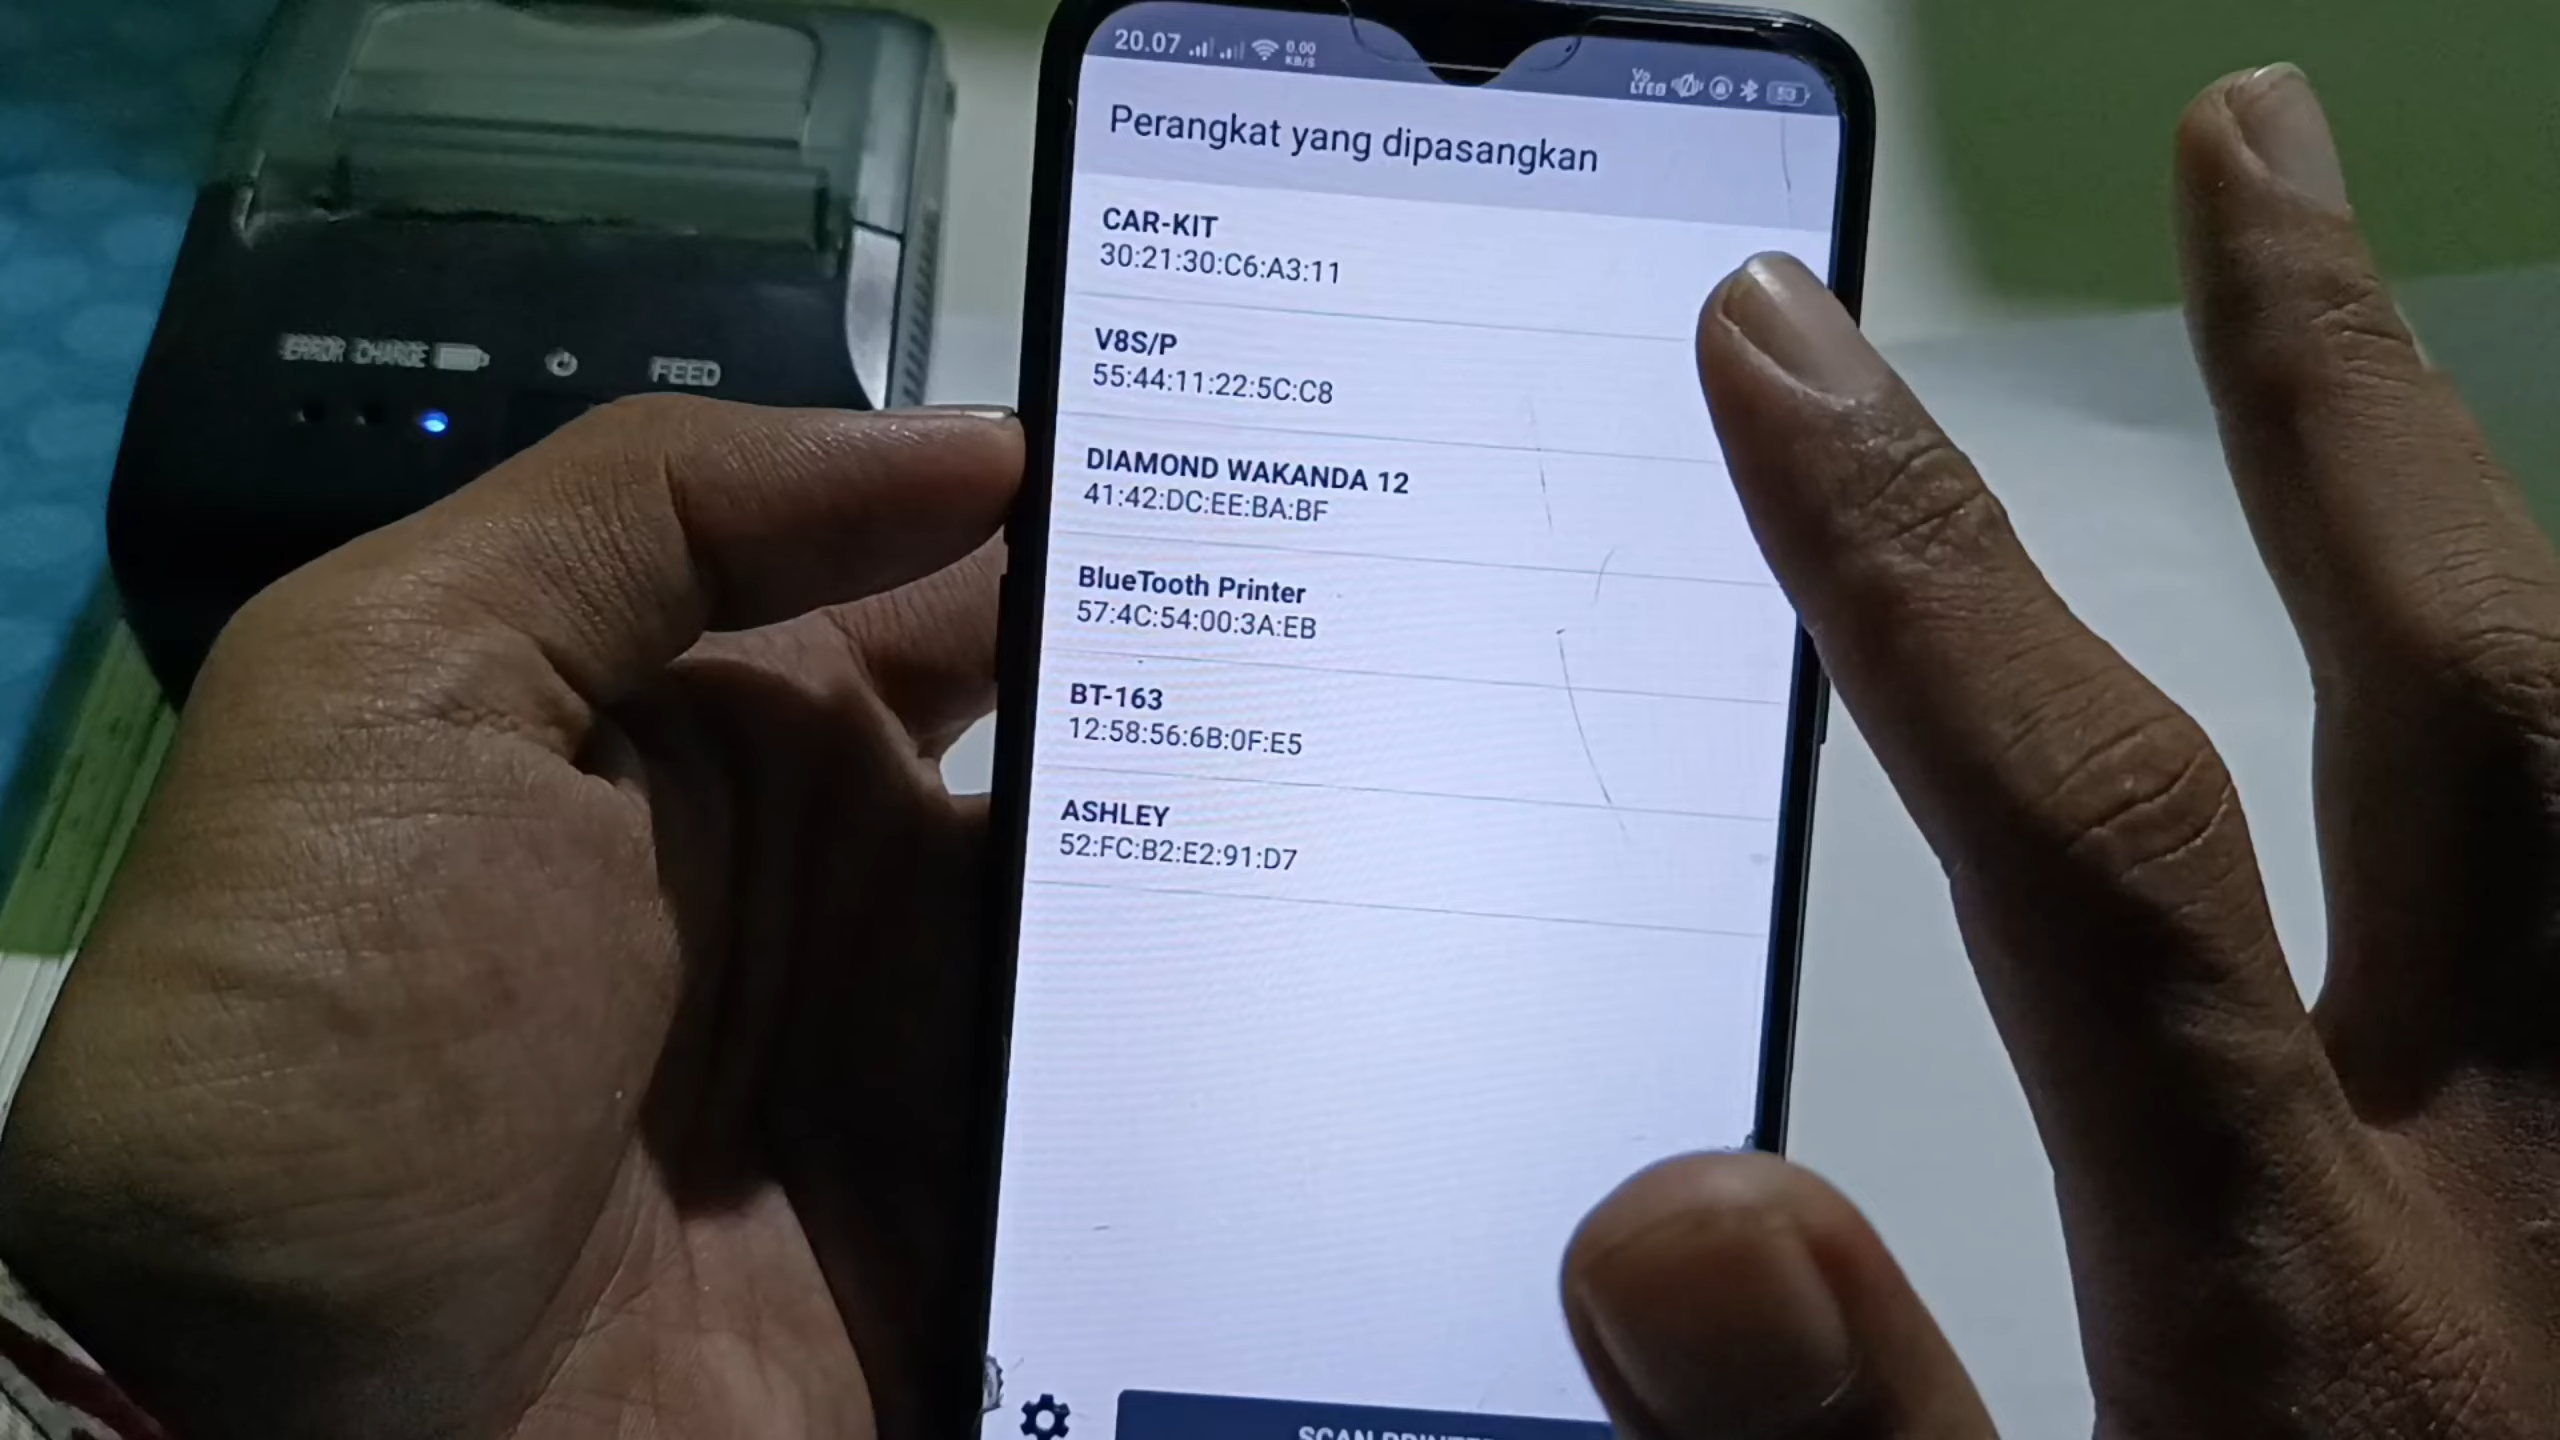 20.07
0.00
KB/S
53
Perangkat yang dipasangkan
CAR-KIT
30:21:30:C6:A3:11
V8S/P
55:44:11:22:5C:C8
DIAMOND WAKANDA 12
41:42:DC:EE:BA:BF
BlueTooth Printer
57:4C:54:00:3A:EB
BT-163
12:58:56:6B:0F:E5
ASHLEY
52:FC:B2:E2:91:D7
SCAN
ERROR CHARGE
FEED